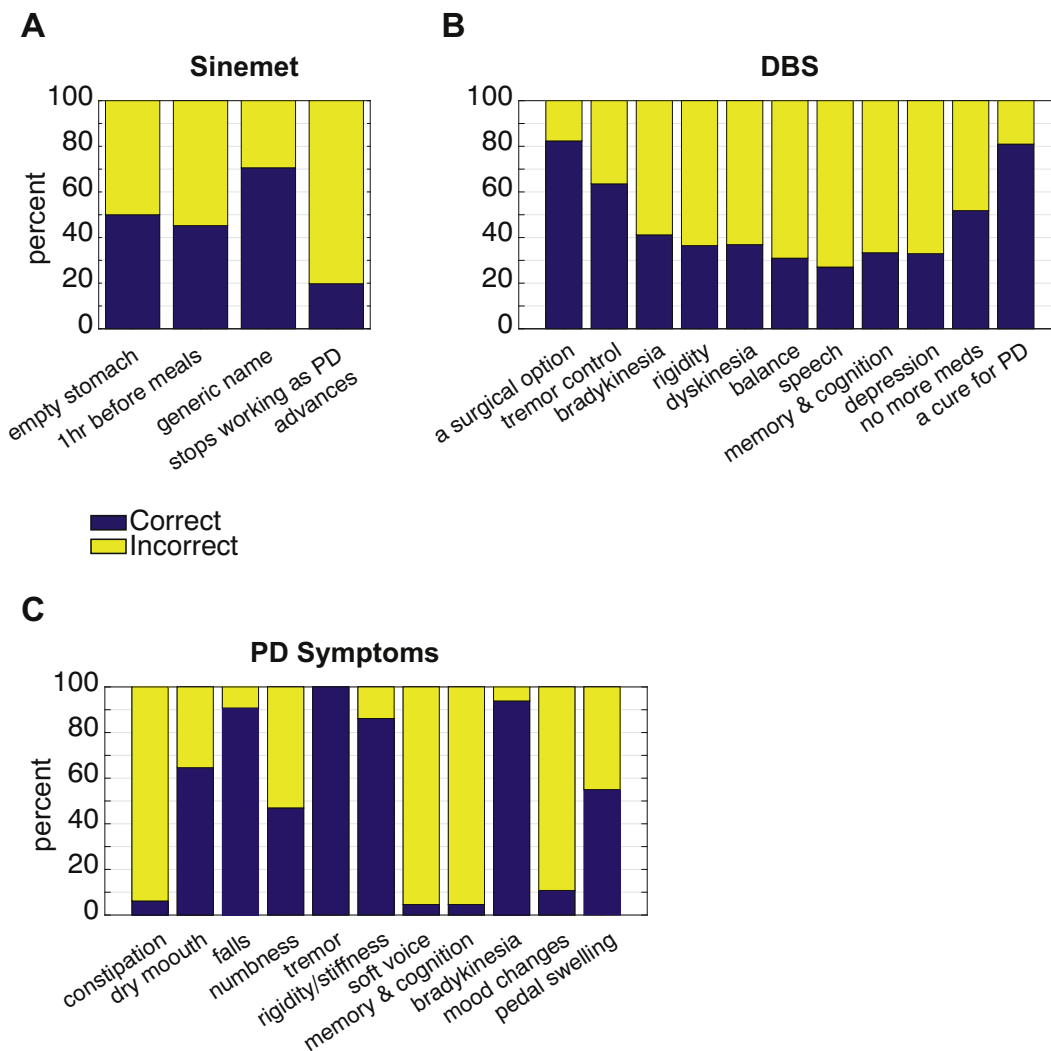 A
Sinemet
percent
100
80
60
40
20
0
empty stomach
1hr before meals
generic name
stops working as PD
advances
B
DBS
100
80
60
40
20
0
a surgical option
tremor control
bradykinesia
rigidity
dyskinesia
balance
speech
memory & cognition
depression
no more meds
a cure for PD
Correct
Incorrect
C
PD Symptoms
percent
100
80
60
40
20
0
constipation
dry moouth
falls
numbness
tremor
rigidity/stiffness
soft voice
memory & cognition
bradykinesia
mood changes
pedal swelling